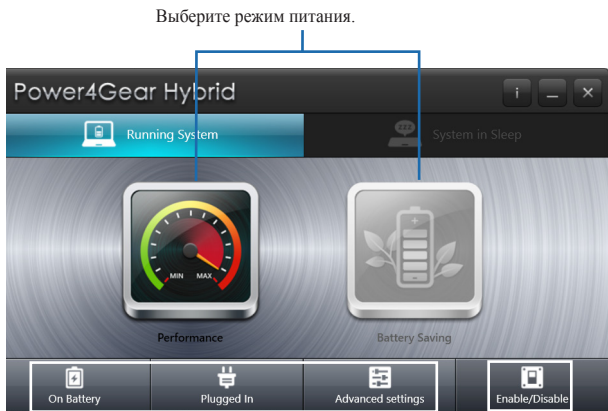 Выберите режим питания.
Power4Gear Hybrid
Running System
zzz
System in Sleep
MIN MAX
Performance
Battery Saving
On Battery
Plugged In
Advanced settings
Enable/Disable